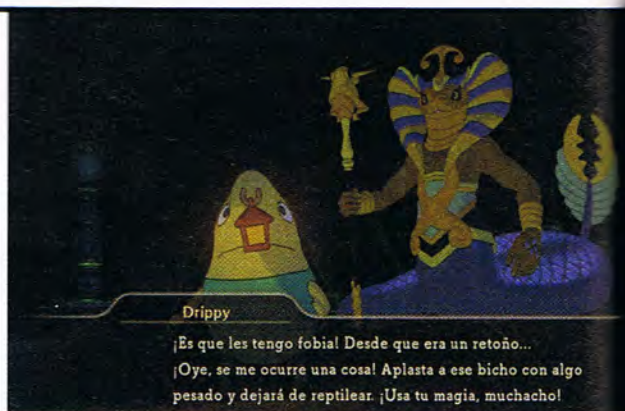 Drippy
¡Es que les tengo fobia! Desde que era un retoño...
¡Oye, se me ocurre una cosa! Aplasta a ese bicho con algo
pesado y dejará de reptilear. ¡Usa tu magia, muchacho!